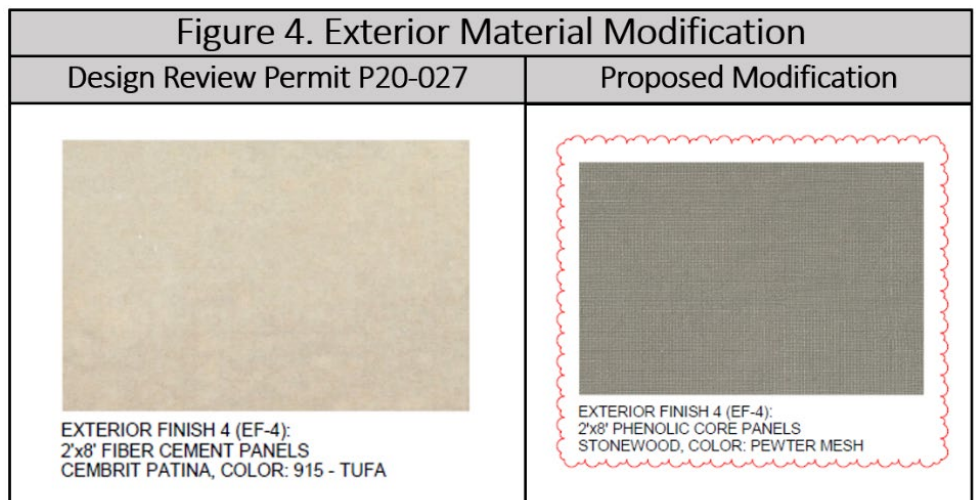 Figure 4. Exterior Material Modification
Design Review Permit P20-027
Proposed Modification
EXTERIOR FINISH 4 (EF-4):
2'x8' FIBER CEMENT PANELS
CEMBRIT PATINA, COLOR: 915 - TUFA
EXTERIOR FINISH 4 (EF-4):
2'x8' PHENOLIC CORE PANELS
STONEWOOD, COLOR: PEWTER MESH